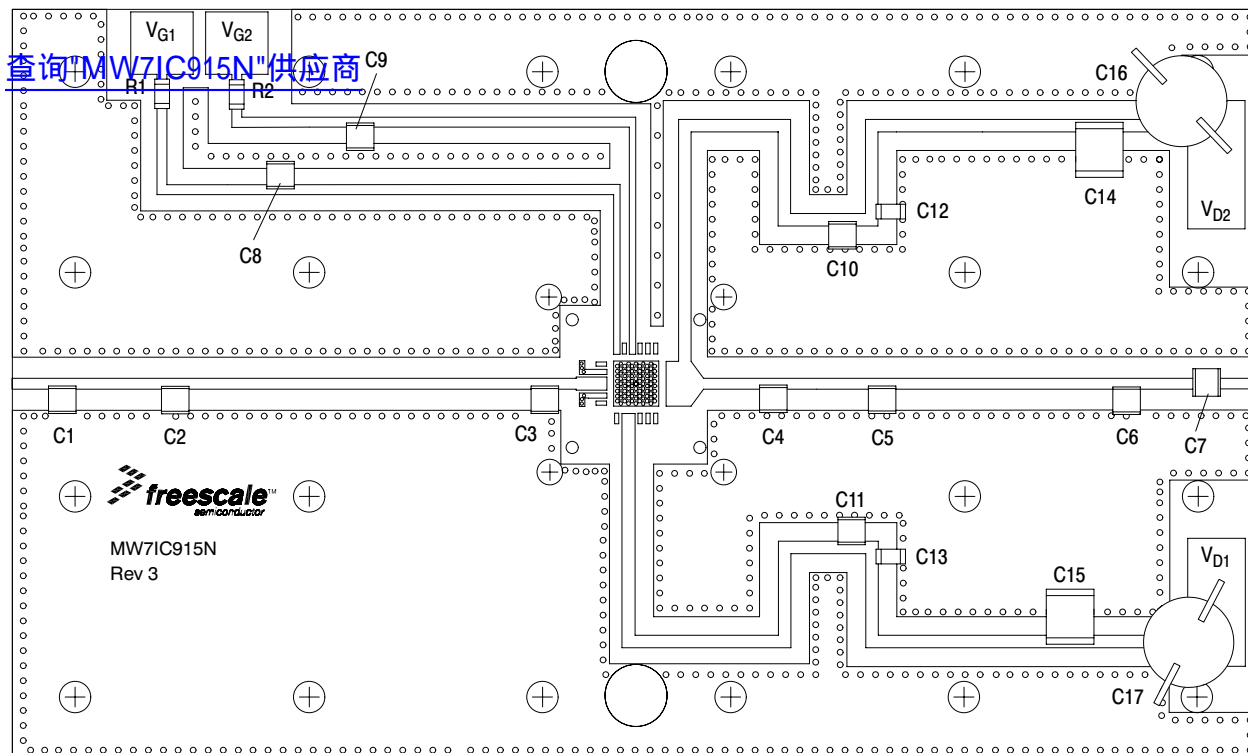 VG1
VG2
查询"MW7IC915N"供应商
C9
R1
R2
C16
C14
C12
VD2
C8
C10
C1
C2
C3
C4
C5
C6
C7
freescale™
semiconductor
C11
MW7IC915N
Rev 3
C13
VD1
C15
C17